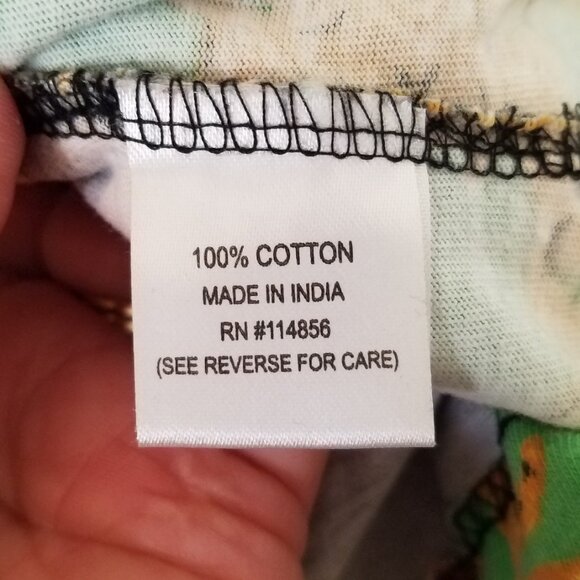 100% COTTON
MADE IN INDIA
RN #114856
(SEE REVERSE FOR CARE)